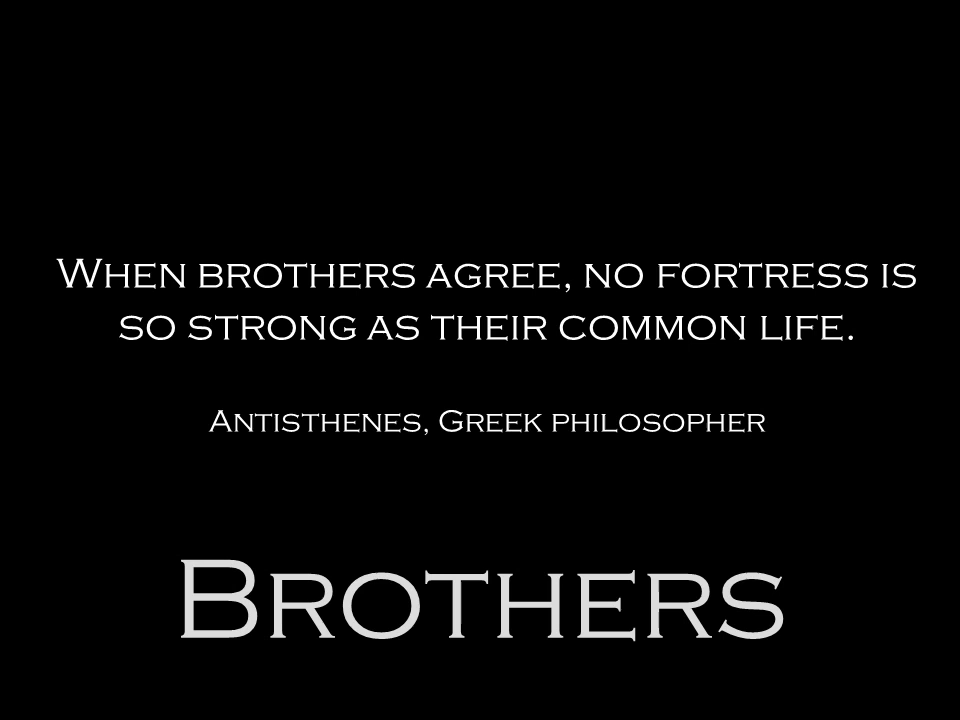 When brothers agree, no fortress is
so strong as their common life.
Antisthenes, Greek philosopher
Brothers